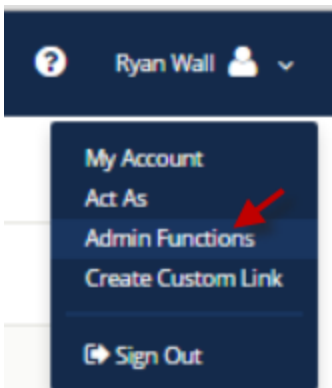 Ryan Wall
My Account
Act As
Admin Functions
Create Custom Link
Sign Out